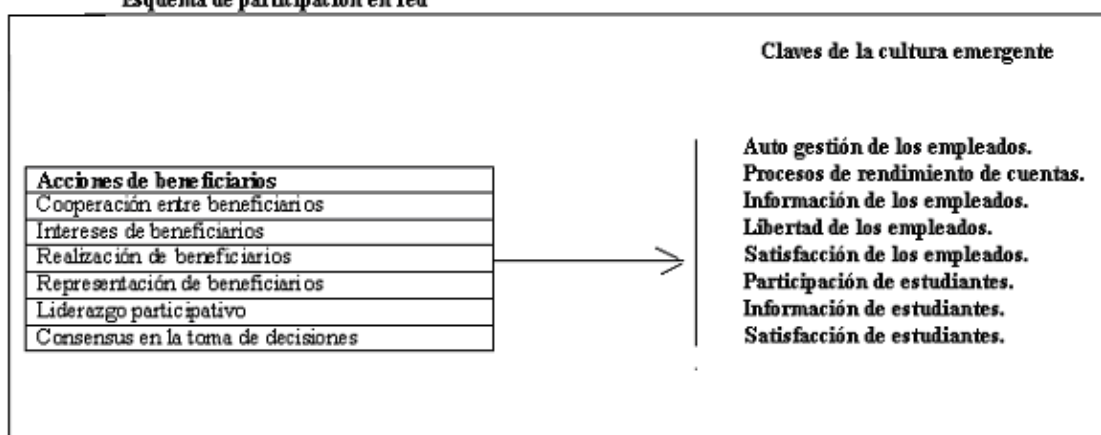 Esquema de participación en red
Claves de la cultura emergente
Acciones de beneficiarios
Cooperación entre beneficiarios
Intereses de beneficiarios
Realización de beneficiarios
Representación de beneficiarios
Liderazgo participativo
Consensus en la toma de decisiones
Auto gestión de los empleados.
Procesos de rendimiento de cuentas.
Información de los empleados.
Libertad de los empleados.
Satisfacción de los empleados.
Participación de estudiantes.
Información de estudiantes.
Satisfacción de estudiantes.